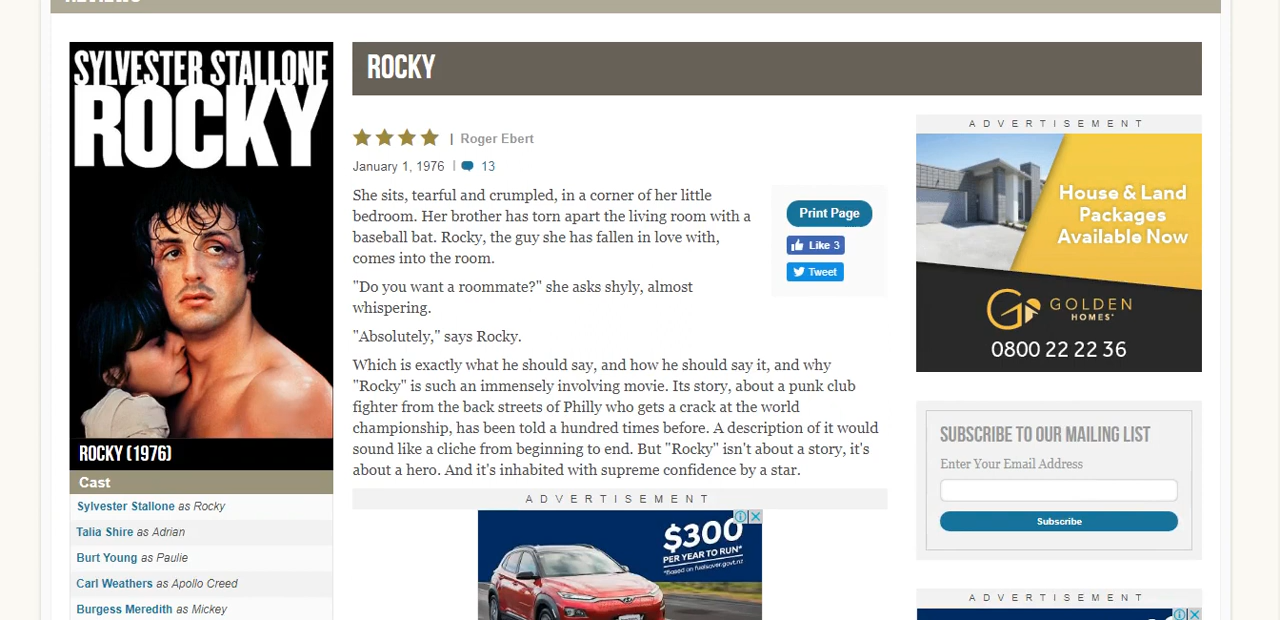 SYLVESTER STALLONE
ROCKY
ROCKY (1976)
Cast
Sylvester Stallone as Rocky
Talia Shire as Adrian
Burt Young as Paulie
Carl Weathers as Apollo Creed
Burgess Meredith as Mickey
ROCKY
| Roger Ebert
January 1, 1976 | 13
She sits, tearful and crumpled, in a corner of her little
bedroom. Her brother has torn apart the living room with a
baseball bat. Rocky, the guy she has fallen in love with,
comes into the room.
"Do you want a roommate?" she asks shyly, almost
whispering.
"Absolutely," says Rocky.
Which is exactly what he should say, and how he should say it, and why
"Rocky" is such an immensely involving movie. Its story, about a punk club
fighter from the back streets of Philly who gets a crack at the world
championship, has been told a hundred times before. A description of it would
sound like a cliche from beginning to end. But "Rocky" isn't about a story, it's
about a hero. And it's inhabited with supreme confidence by a star.
Print Page
Like 3
Tweet
ADVERTISEMENT
$300
PER YEAR TO RUN*
*Based on fuelsaver.govt.nz
ADVERTISEMENT
House & Land
Packages
Available Now
GOLDEN
HOMES
0800 22 22 36
SUBSCRIBE TO OUR MAILING LIST
Enter Your Email Address
Subscribe
ADVERTISEMENT